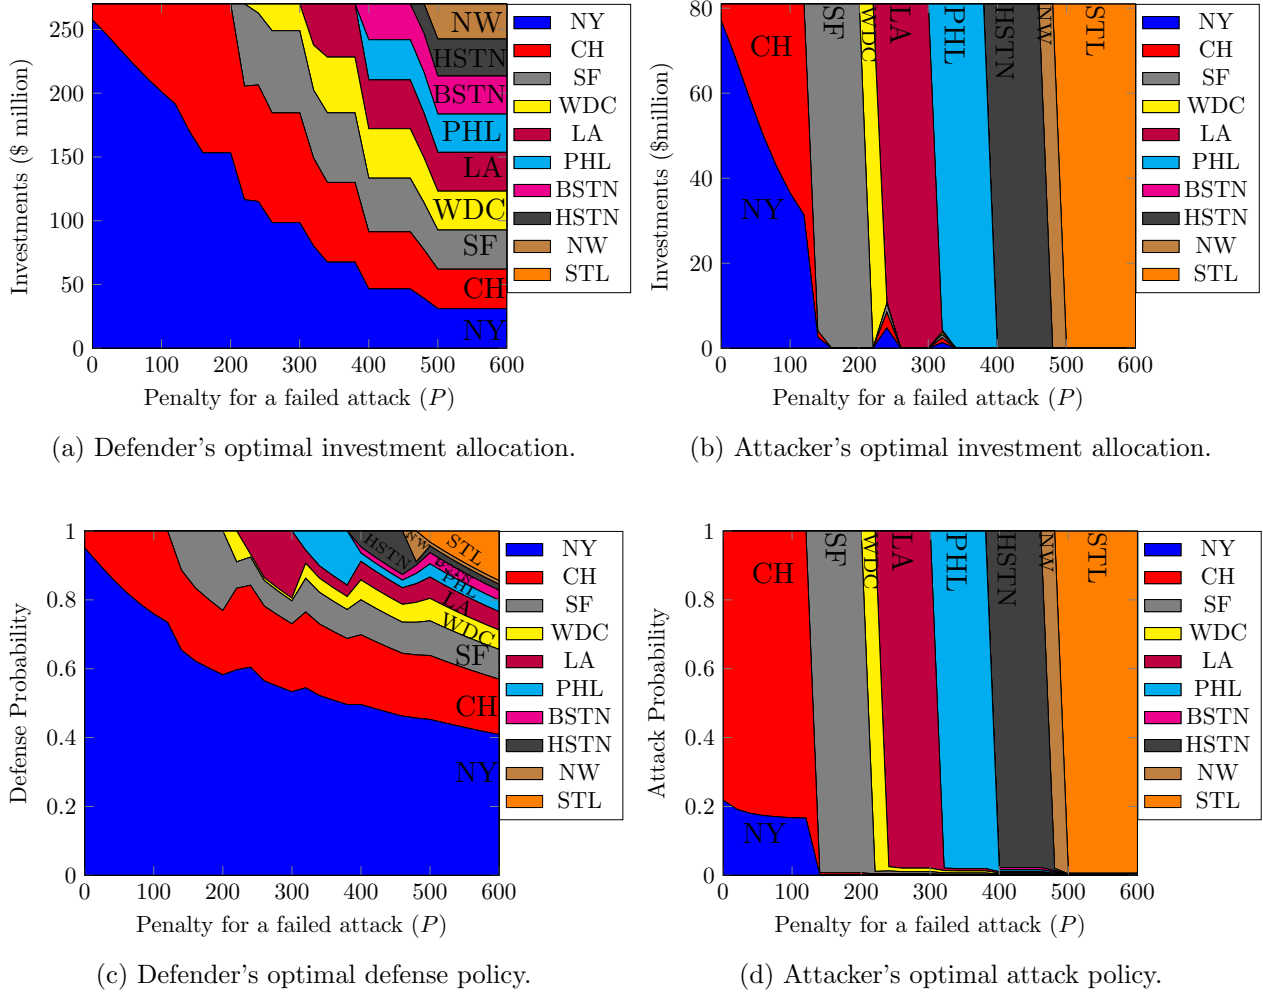 250
200
150
100
50
0
Investments ($ million)
0 100 200 300 400 500 600
Penalty for a failed attack (P)
NW
HSTN
BSTN
PHL
LA
WDC
SF
CH
NY
NY
CH
SF
WDC
LA
PHL
BSTN
HSTN
NW
STL
(a) Defender's optimal investment allocation.
80
60
40
20
0
Investments ($million)
0 100 200 300 400 500 600
Penalty for a failed attack (P)
CH
NY
SF
WDC
LA
PHL
HSTN
NW
STL
NY
CH
SF
WDC
LA
PHL
BSTN
HSTN
NW
STL
(b) Attacker's optimal investment allocation.
1
0.8
0.6
0.4
0.2
0
Defense Probability
0 100 200 300 400 500 600
Penalty for a failed attack (P)
HSTN
NW
STL
BSTN
PHL
LA
WDC
SF
CH
NY
NY
CH
SF
WDC
LA
PHL
BSTN
HSTN
NW
STL
(c) Defender's optimal defense policy.
1
0.8
0.6
0.4
0.2
0
Attack Probability
0 100 200 300 400 500 600
Penalty for a failed attack (P)
CH
NY
SF
WDC
LA
PHL
HSTN
NW
STL
NY
CH
SF
WDC
LA
PHL
BSTN
HSTN
NW
STL
(d) Attacker's optimal attack policy.